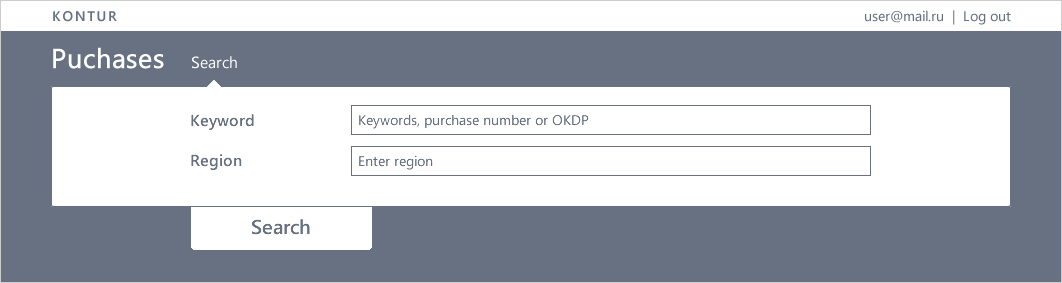 KONTUR
user@mail.ru | Log out
Puchases
Search
Keyword
Keywords, purchase number or OKDP
Region
Enter region
Search